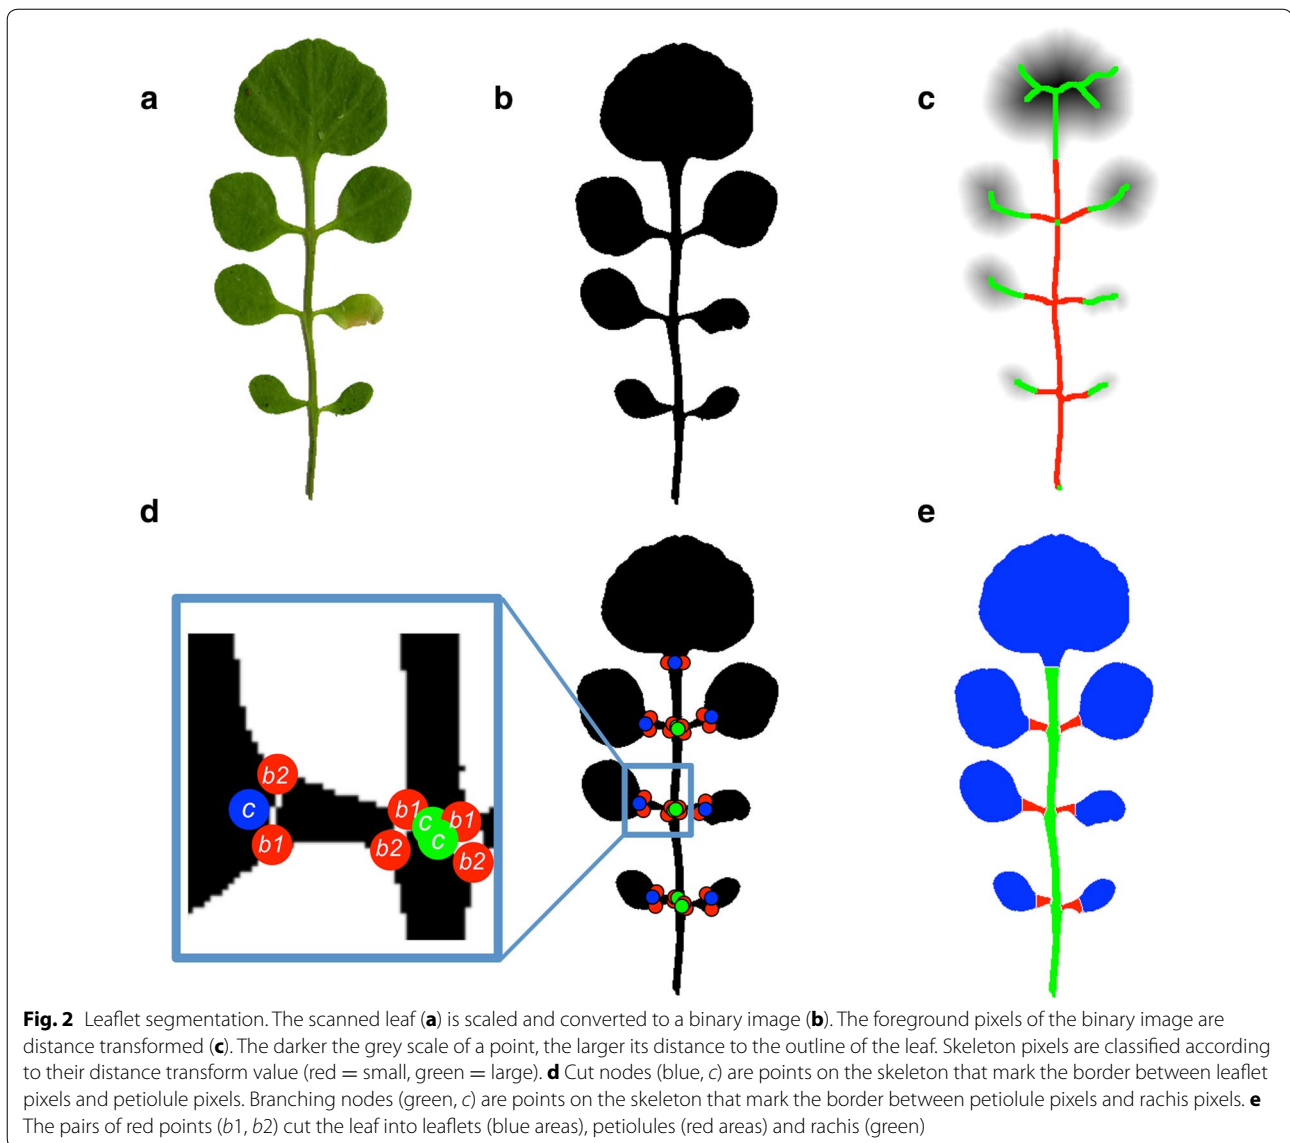 a
b
c
d
e
b2
c
b1
b1
c
b1
c
b2
b2
Fig. 2 Leaflet segmentation. The scanned leaf (a) is scaled and converted to a binary image (b). The foreground pixels of the binary image are
distance transformed (c). The darker the grey scale of a point, the larger its distance to the outline of the leaf. Skeleton pixels are classified according
to their distance transform value (red = small, green = large). d Cut nodes (blue, c) are points on the skeleton that mark the border between leaflet
pixels and petiolule pixels. Branching nodes (green, c) are points on the skeleton that mark the border between petiolule pixels and rachis pixels. e
The pairs of red points (b1, b2) cut the leaf into leaflets (blue areas), petiolules (red areas) and rachis (green)